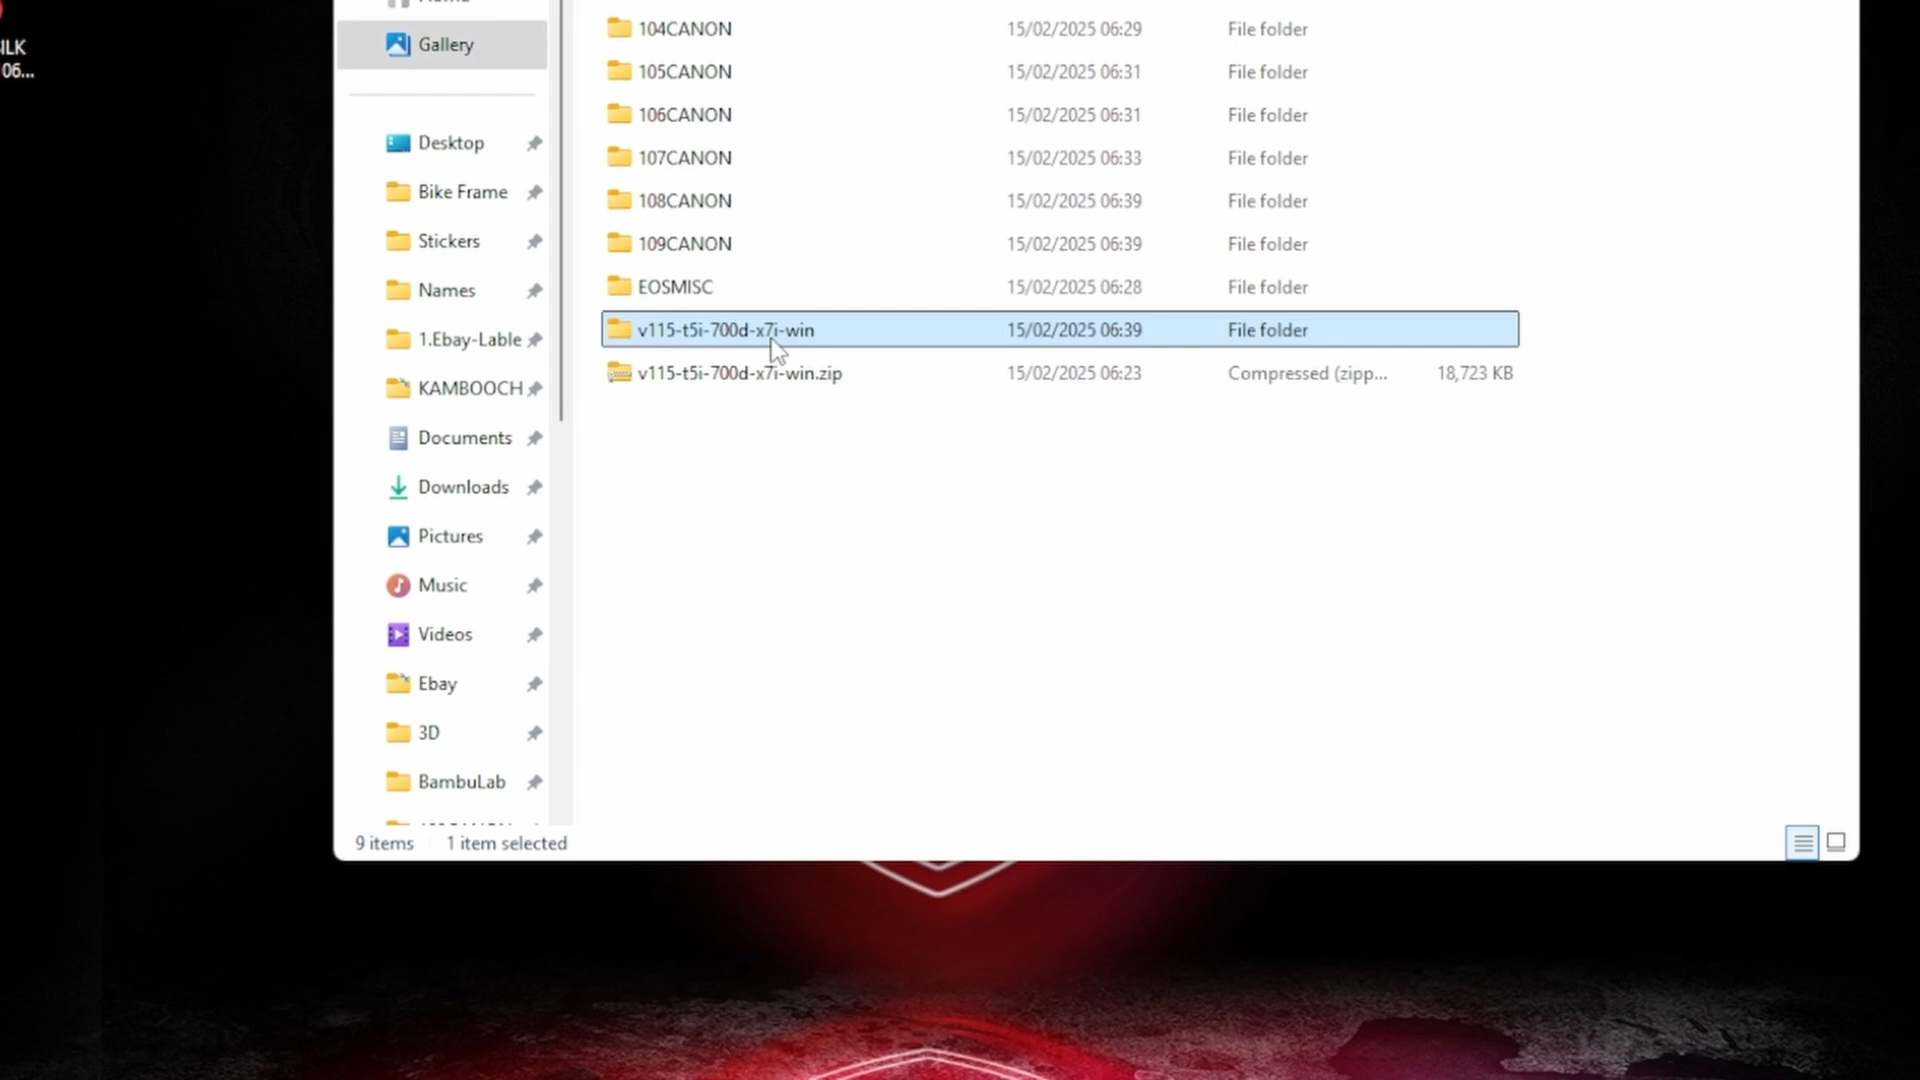 ILK
06...
Gallery
Desktop
Bike Frame
Stickers
Names
1.Ebay-Lable
KAMBOOCH
Documents
Downloads
Pictures
Music
Videos
Ebay
3D
BambuLab
104CANON 15/02/2025 06:29 File folder
105CANON 15/02/2025 06:31 File folder
106CANON 15/02/2025 06:31 File folder
107CANON 15/02/2025 06:33 File folder
108CANON 15/02/2025 06:39 File folder
109CANON 15/02/2025 06:39 File folder
EOSMISC 15/02/2025 06:28 File folder
v115-t5i-700d-x7i-win 15/02/2025 06:39 File folder
v115-t5i-700d-x7i-win.zip 15/02/2025 06:23 Compressed (zipp... 18,723 KB
9 items 1 item selected